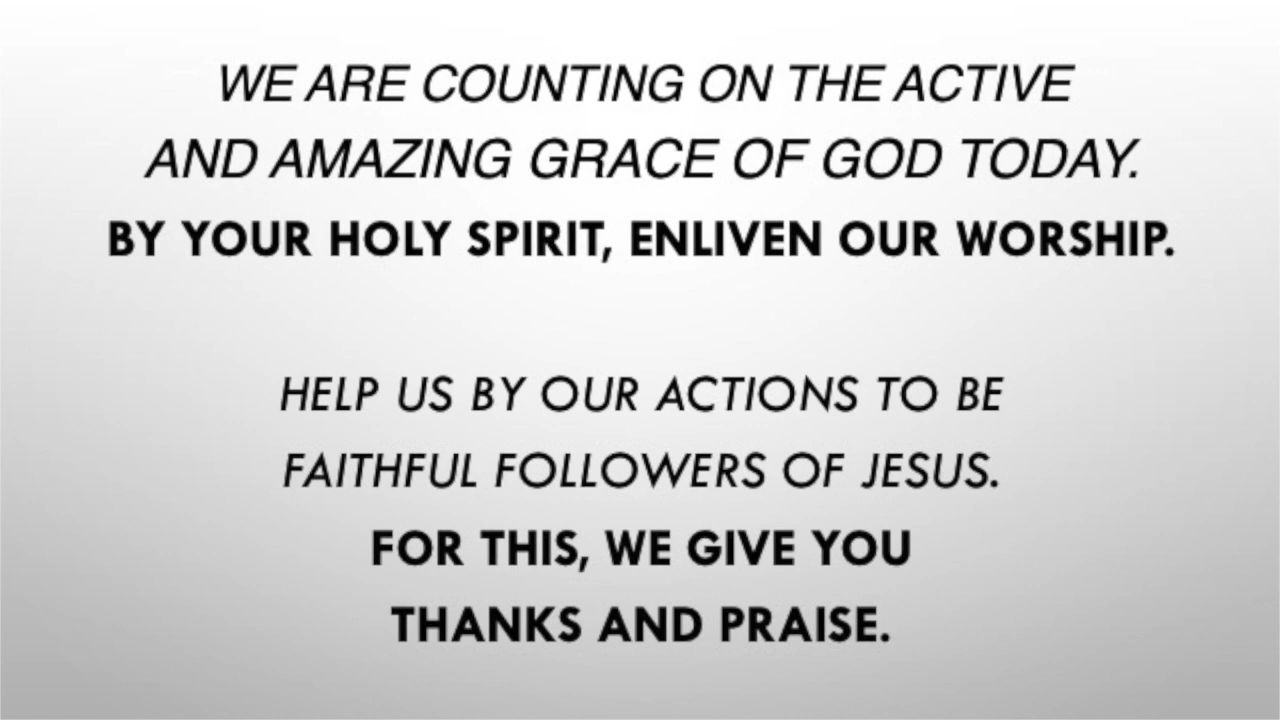 WE ARE COUNTING ON THE ACTIVE
AND AMAZING GRACE OF GOD TODAY.
BY YOUR HOLY SPIRIT, ENLIVEN OUR WORSHIP.
HELP US BY OUR ACTIONS TO BE
FAITHFUL FOLLOWERS OF JESUS.
FOR THIS, WE GIVE YOU
THANKS AND PRAISE.